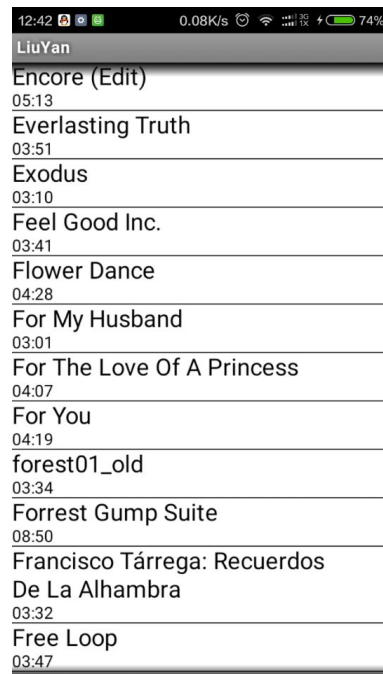 12:42 0.08K/s 3G 1X 74%
LiuYan
Encore (Edit)
05:13
Everlasting Truth
03:51
Exodus
03:10
Feel Good Inc.
03:41
Flower Dance
04:28
For My Husband
03:01
For The Love Of A Princess
04:07
For You
04:19
forest01_old
03:34
Forrest Gump Suite
08:50
Francisco Tárrega: Recuerdos
De La Alhambra
03:32
Free Loop
03:47